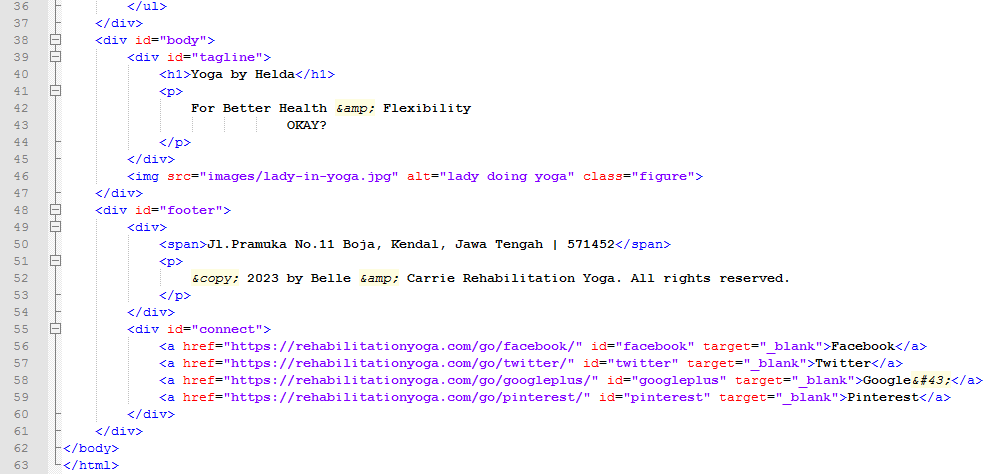 36 </ul>
37 </div>
38 <div id="body">
39 <div id="tagline">
40 <h1>Yoga by Helda</h1>
41 <p>
42 For Better Health &amp; Flexibility
43 OKAY?
44 </p>
45 </div>
46 <img src="images/lady-in-yoga.jpg" alt="lady doing yoga" class="figure">
47 </div>
48 <div id="footer">
49 <div>
50 <span>Jl.Pramuka No.11 Boja, Kendal, Jawa Tengah | 571452</span>
51 <p>
52 &copy; 2023 by Belle &amp; Carrie Rehabilitation Yoga. All rights reserved.
53 </p>
54 </div>
55 <div id="connect">
56 <a href="https://rehabilitationyoga.com/go/facebook/" id="facebook" target="_blank">Facebook</a>
57 <a href="https://rehabilitationyoga.com/go/twitter/" id="twitter" target="_blank">Twitter</a>
58 <a href="https://rehabilitationyoga.com/go/googleplus/" id="googleplus" target="_blank">Google&#43;</a>
59 <a href="https://rehabilitationyoga.com/go/pinterest/" id="pinterest" target="_blank">Pinterest</a>
60 </div>
61 </div>
62 </body>
63 </html>